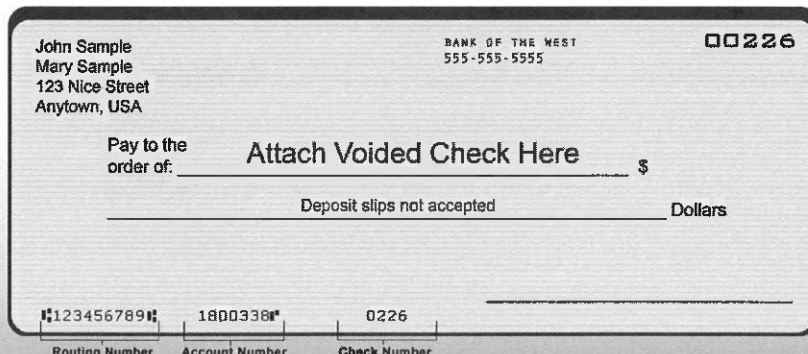 John Sample
Mary Sample
123 Nice Street
Anytown, USA
BANK OF THE WEST
555-555-5555
00226
Pay to the
order of: Attach Voided Check Here $
Deposit slips not accepted Dollars
⑆123456789⑆ 1800338⑈ 0226
Routing Number Account Number Check Number